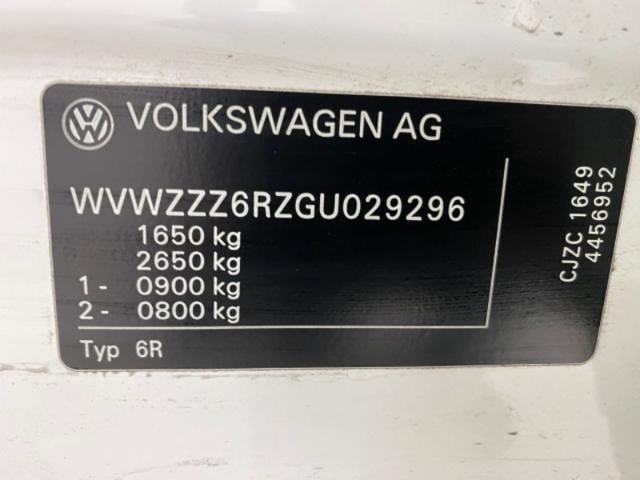 VOLKSWAGEN AG
WVWZZZ6RZGU029296
1650 kg
2650 kg
1 - 0900 kg
2 - 0800 kg
Typ 6R
CJZC 1649
4456952